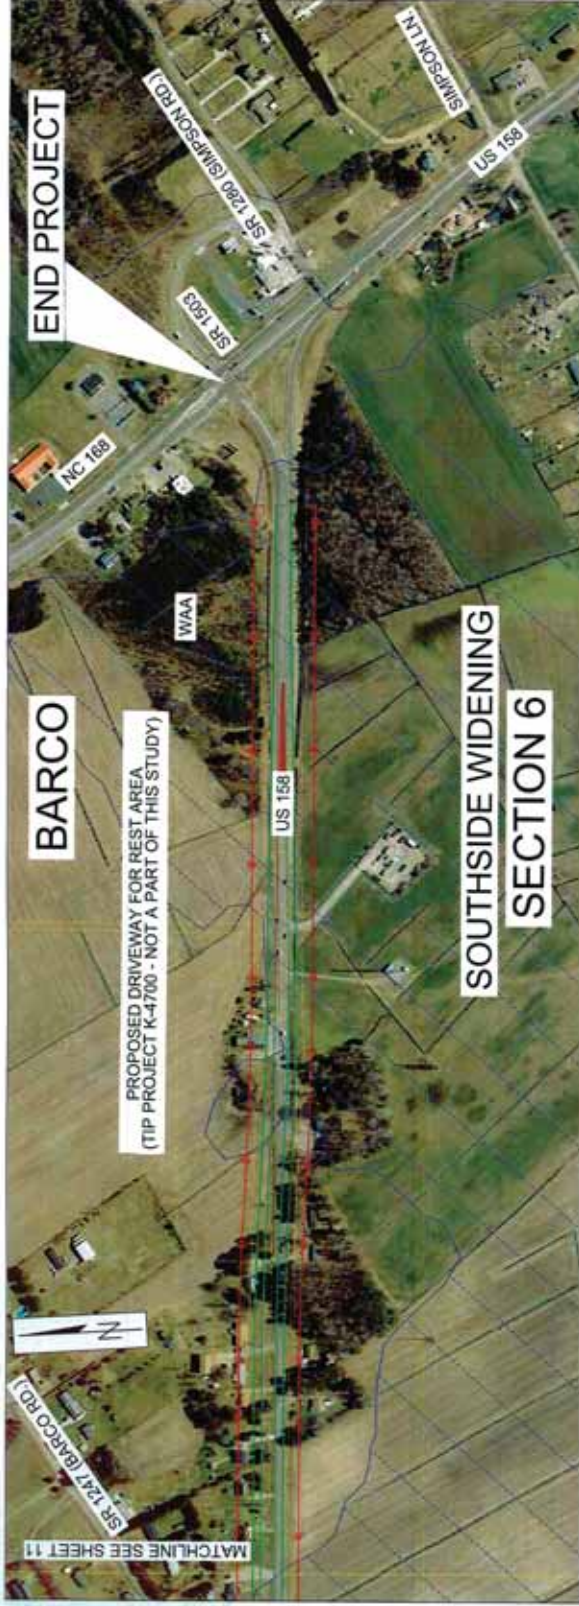 BARCO
END PROJECT
NC 168
SR 1503
SR 1280 (SIMPSON RD.)
SIMPSON LN.
US 158
WAA
PROPOSED DRIVEWAY FOR REST AREA
(TIP PROJECT K-4700 - NOT A PART OF THIS STUDY)
US 158
SR 1247 (BARCO RD.)
N
MATCHLINE SEE SHEET 11
SOUTHSIDE WIDENING
SECTION 6